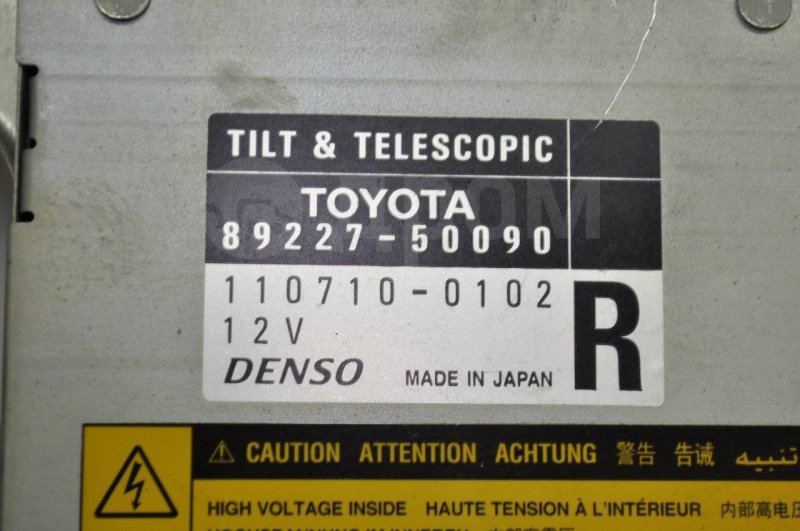 TILT & TELESCOPIC
TOYOTA
89227-50090
110710-0102
12V
R
DENSO MADE IN JAPAN
⚠ CAUTION ATTENTION ACHTUNG 警告 告诫 تنبيه
HIGH VOLTAGE INSIDE HAUTE TENSION À L'INTÉRIEUR 内部高电压